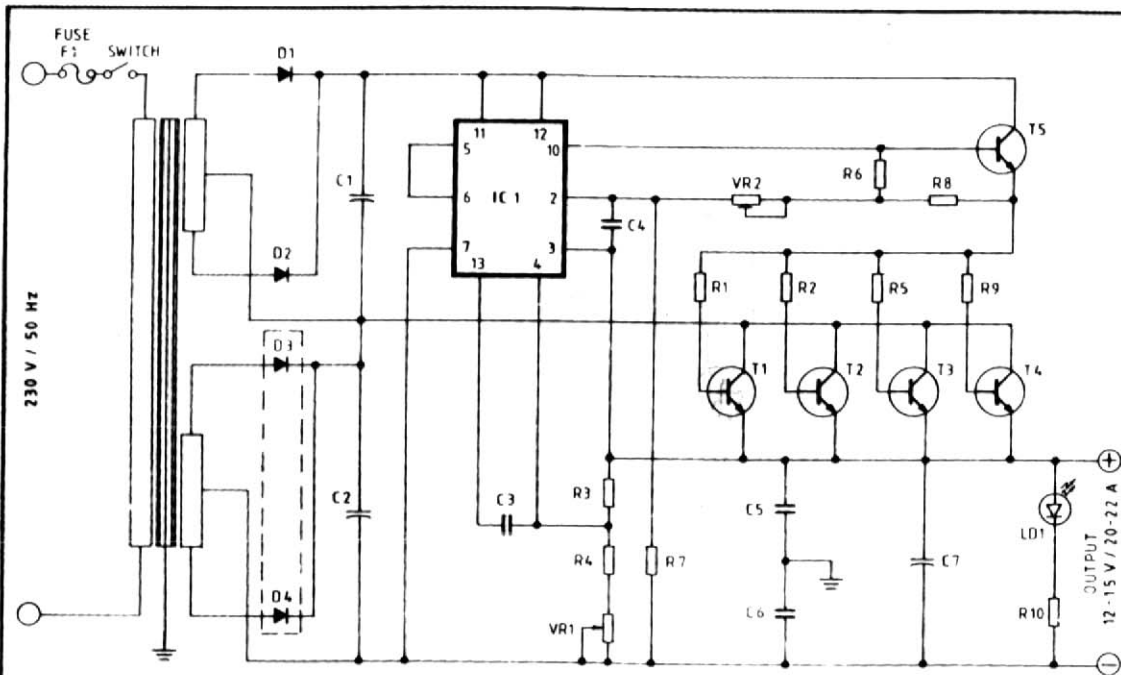 FUSE
F1
SWITCH
D1
T5
11
12
5
10
C1
R6
VR2
R8
6
IC 1
2
C4
7
3
13
4
D2
R1
R2
R5
R9
230 V / 50 Hz
D3
T1
T2
T3
T4
C2
C3
R3
C5
LD1
R4
R7
C7
D4
C6
R10
VR1
OUTPUT
12-15 V / 20-22 A
+
−